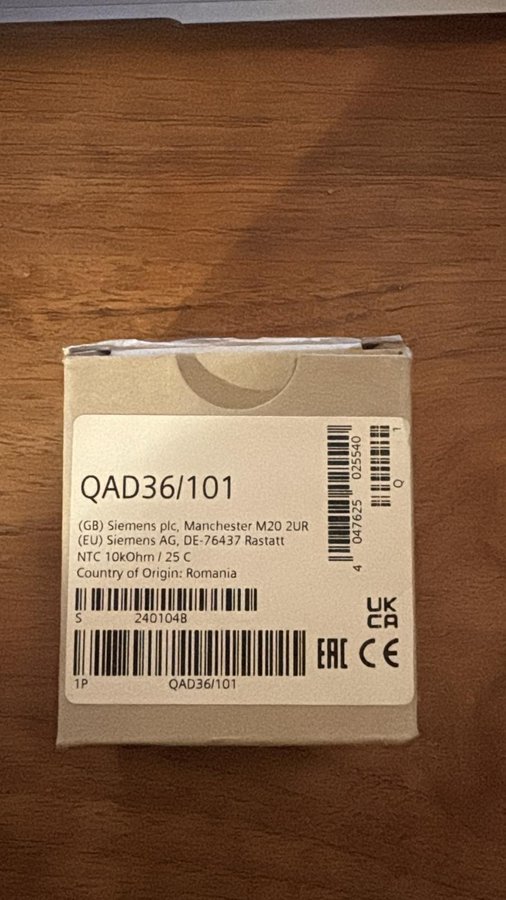 QAD36/101
(GB) Siemens plc, Manchester M20 2UR
(EU) Siemens AG, DE-76437 Rastatt
NTC 10kOhm / 25 C
Country of Origin: Romania
S 240104B
1P QAD36/101
4 047625 025540
Q 1
UK
CA
EAC CE